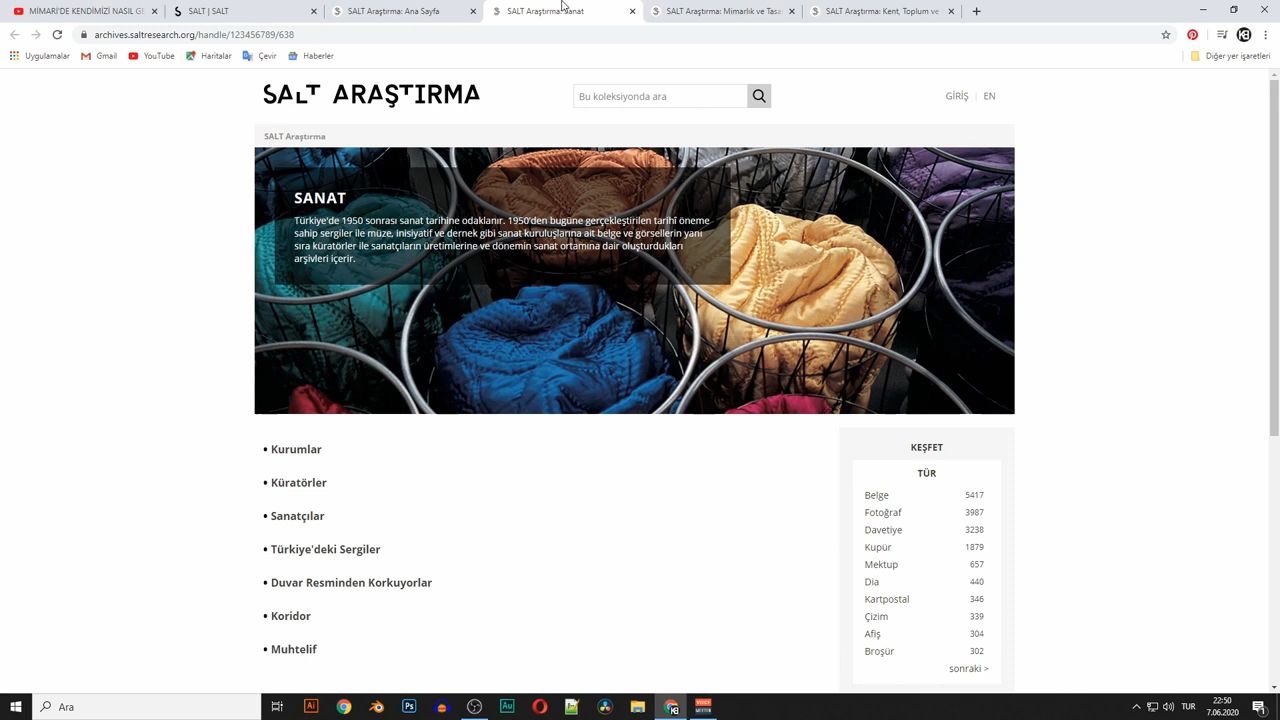 MİMARİ'DE KENDİMİZİ NASIL GE
SALT | SALT
SALT Araştırma: Ana Sayfa
SALT Araştırma: Sanat
SALT Araştırma: Mimarlık ve Tasa
SALT Araştırma: Kent, Toplum ve
archives.saltresearch.org/handle/123456789/638
Uygulamalar
Gmail
YouTube
Haritalar
Çevir
Haberler
Diğer yer işaretleri
SALT ARAŞTIRMA
Bu koleksiyonda ara
GİRİŞ | EN
SALT Araştırma
SANAT
Türkiye'de 1950 sonrası sanat tarihine odaklanır. 1950'den bugüne gerçekleştirilen tarihî öneme
sahip sergiler ile müze, inisiyatif ve dernek gibi sanat kuruluşlarına ait belge ve görsellerin yanı
sıra küratörler ile sanatçıların üretimlerine ve dönemin sanat ortamına dair oluşturdukları
arşivleri içerir.
• Kurumlar
• Küratörler
• Sanatçılar
• Türkiye'deki Sergiler
• Duvar Resminden Korkuyorlar
• Koridor
• Muhtelif
KEŞFET
TÜR
Belge 5417
Fotoğraf 3987
Davetiye 3238
Kupür 1879
Mektup 657
Dia 440
Kartpostal 346
Çizim 339
Afiş 304
Broşür 302
sonraki >
Ara
Ai
Ps
Au
TUR
22:50
7.06.2020